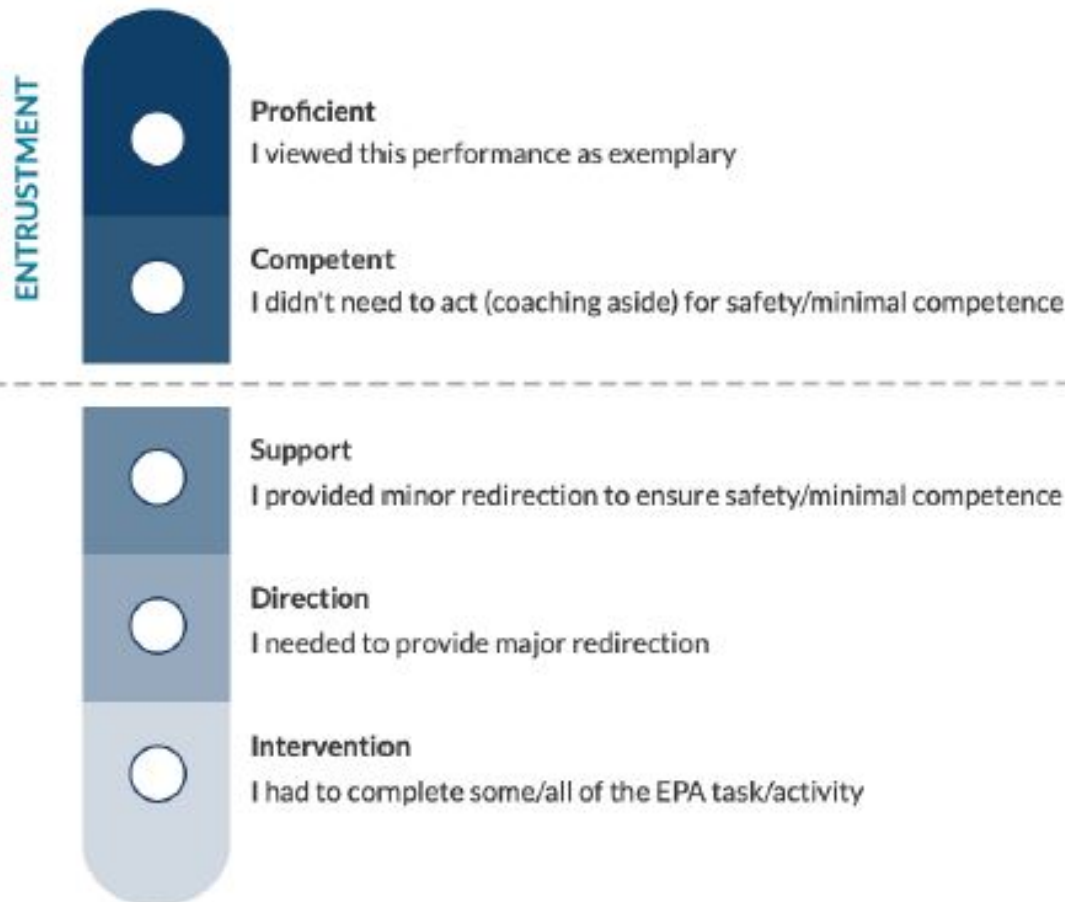 ENTRUSTMENT
Proficient
I viewed this performance as exemplary
Competent
I didn't need to act (coaching aside) for safety/minimal competence
Support
I provided minor redirection to ensure safety/minimal competence
Direction
I needed to provide major redirection
Intervention
I had to complete some/all of the EPA task/activity